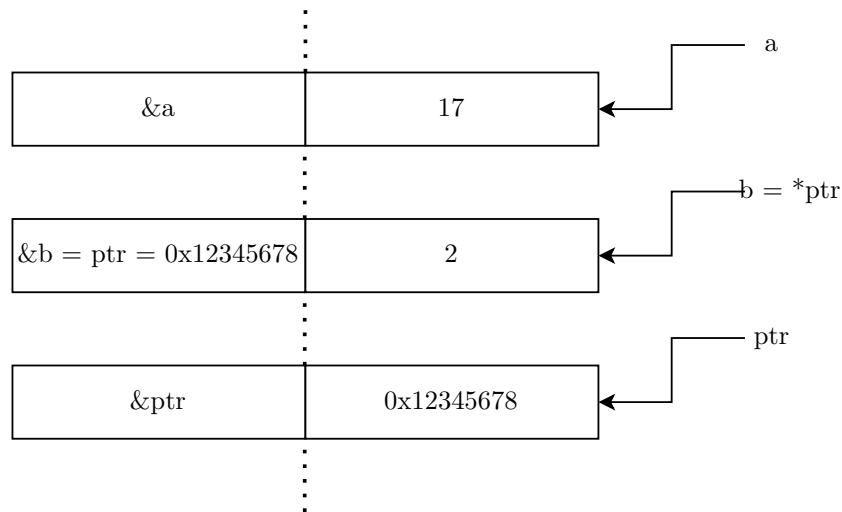 a
&a 17
b = *ptr
&b = ptr = 0x12345678 2
ptr
&ptr 0x12345678